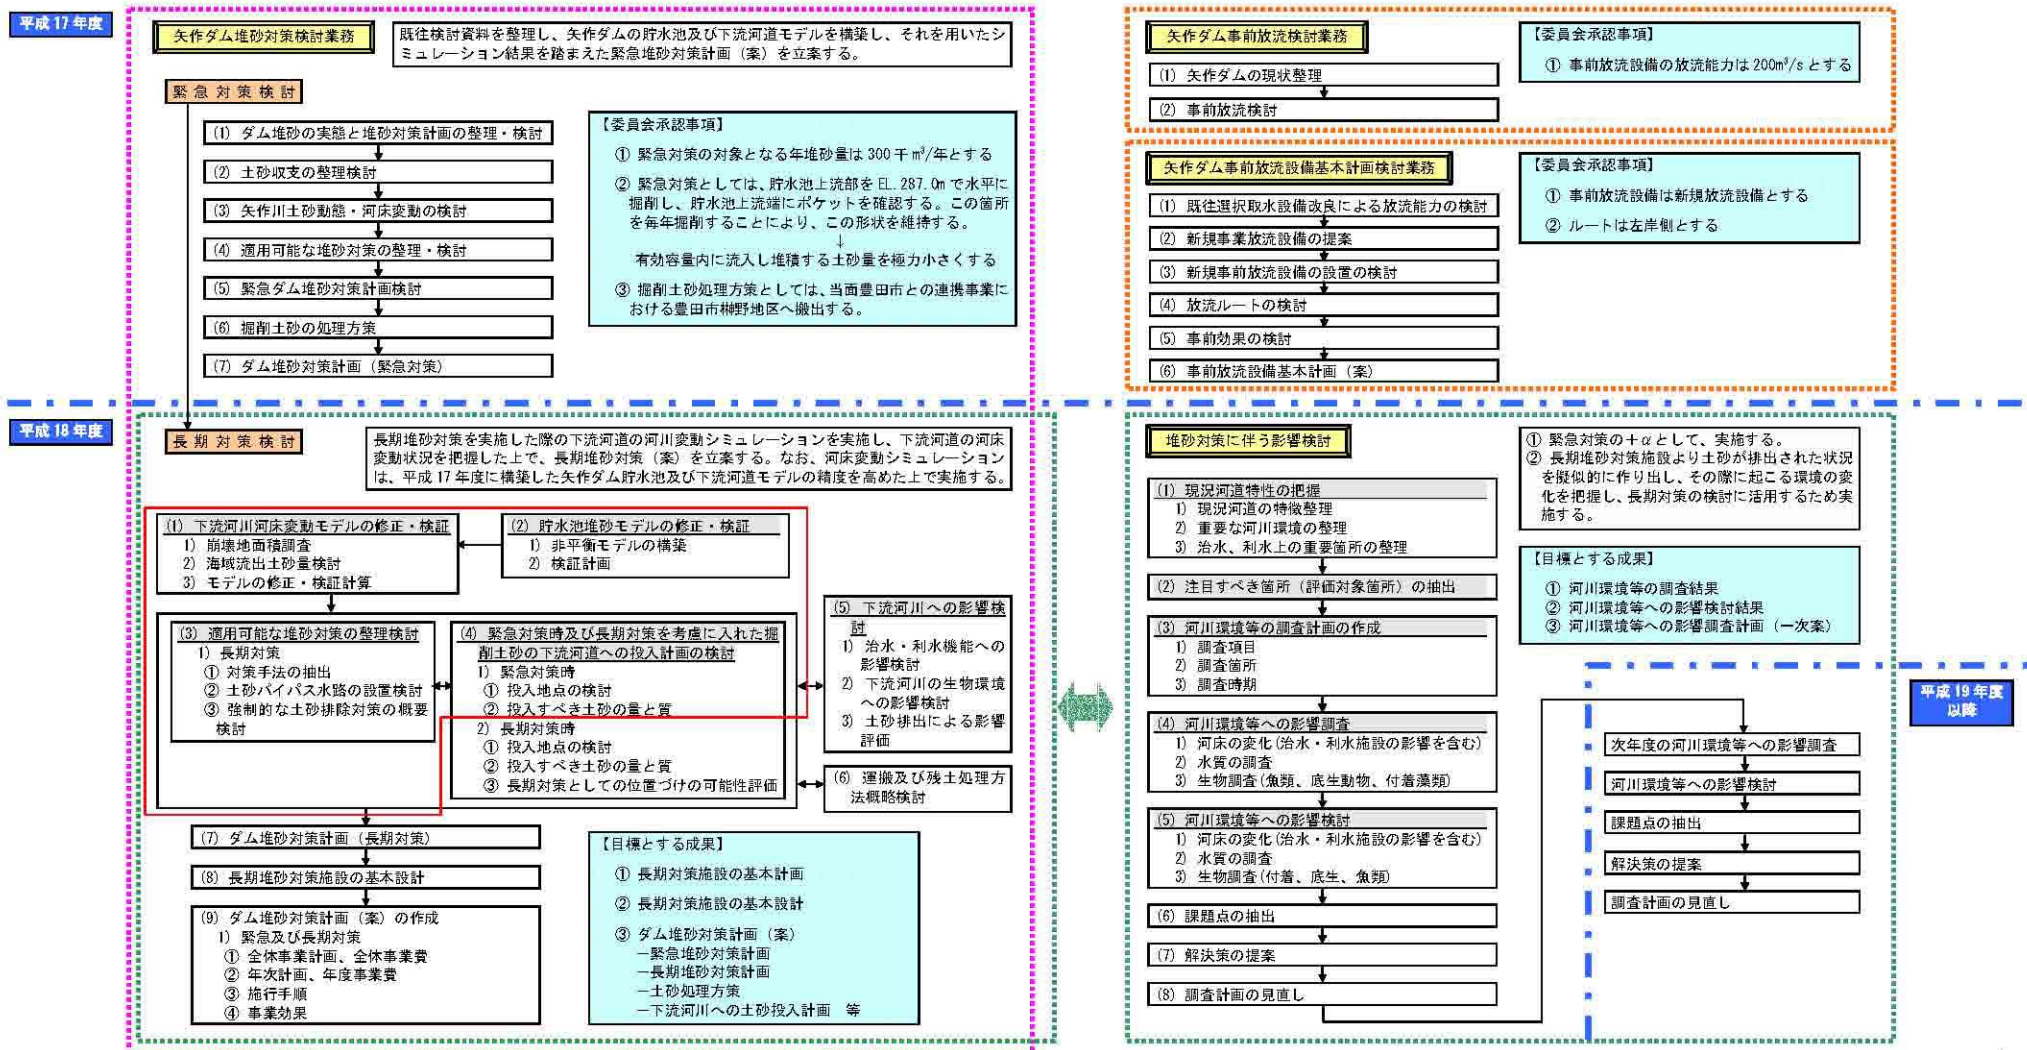 平成17年度
矢作ダム堆砂対策検討業務
既往検討資料を整理し、矢作ダムの貯水池及び下流河道モデルを構築し、それを用いたシ
ミュレーション結果を踏まえた緊急堆砂対策計画（案）を立案する。
緊急対策検討
(1) ダム堆砂の実態と堆砂対策計画の整理・検討
(2) 土砂収支の整理検討
(3) 矢作川土砂動態・河床変動の検討
(4) 適用可能な堆砂対策の整理・検討
(5) 緊急ダム堆砂対策計画検討
(6) 掘削土砂の処理方策
(7) ダム堆砂対策計画（緊急対策）
【委員会承認事項】
① 緊急対策の対象となる年堆砂量は300千m³/年とする
② 緊急対策としては、貯水池上流部をEL.287.0mで水平に
掘削し、貯水池上流端にポケットを確認する。この箇所
を毎年掘削することにより、この形状を維持する。
↓
有効容量内に流入し堆積する土砂量を極力小さくする
③ 掘削土砂処理方策としては、当面豊田市との連携事業に
おける豊田市榊野地区へ搬出する。
矢作ダム事前放流検討業務
(1) 矢作ダムの現状整理
(2) 事前放流検討
【委員会承認事項】
① 事前放流設備の放流能力は200m³/sとする
矢作ダム事前放流設備基本計画検討業務
(1) 既往選択取水設備改良による放流能力の検討
(2) 新規事業放流設備の提案
(3) 新規事前放流設備の設置の検討
(4) 放流ルートの検討
(5) 事前効果の検討
(6) 事前放流設備基本計画（案）
【委員会承認事項】
① 事前放流設備は新規放流設備とする
② ルートは左岸側とする
平成18年度
長期対策検討
長期堆砂対策を実施した際の下流河道の河川変動シミュレーションを実施し、下流河道の河床
変動状況を把握した上で、長期堆砂対策（案）を立案する。なお、河床変動シミュレーション
は、平成17年度に構築した矢作ダム貯水池及び下流河道モデルの精度を高めた上で実施する。
(1) 下流河川河床変動モデルの修正・検証
1) 崩壊地面積調査
2) 海域流出土砂量検討
3) モデルの修正・検証計算
(2) 貯水池堆砂モデルの修正・検証
1) 非平衡モデルの構築
2) 検証計画
(3) 適用可能な堆砂対策の整理検討
1) 長期対策
① 対策手法の抽出
② 土砂バイパス水路の設置検討
③ 強制的な土砂排除対策の概要
検討
(4) 緊急対策時及び長期対策を考慮に入れた掘
削土砂の下流河道への投入計画の検討
1) 緊急対策時
① 投入地点の検討
② 投入すべき土砂の量と質
2) 長期対策時
① 投入地点の検討
② 投入すべき土砂の量と質
③ 長期対策としての位置づけの可能性評価
(5) 下流河川への影響検
討
1) 治水・利水機能への
影響検討
2) 下流河川の生物環境
への影響検討
3) 土砂排出による影響
評価
(6) 運搬及び残土処理方
法概略検討
(7) ダム堆砂対策計画（長期対策）
(8) 長期堆砂対策施設の基本設計
(9) ダム堆砂対策計画（案）の作成
1) 緊急及び長期対策
① 全体事業計画、全体事業費
② 年次計画、年度事業費
③ 施行手順
④ 事業効果
【目標とする成果】
① 長期対策施設の基本計画
② 長期対策施設の基本設計
③ ダム堆砂対策計画（案）
－緊急堆砂対策計画
－長期堆砂対策計画
－土砂処理方策
－下流河川への土砂投入計画 等
堆砂対策に伴う影響検討
(1) 現況河道特性の把握
1) 現況河道の特徴整理
2) 重要な河川環境の整理
3) 治水、利水上の重要箇所の整理
(2) 注目すべき箇所（評価対象箇所）の抽出
(3) 河川環境等の調査計画の作成
1) 調査項目
2) 調査箇所
3) 調査時期
(4) 河川環境等への影響調査
1) 河床の変化(治水・利水施設の影響を含む)
2) 水質の調査
3) 生物調査(魚類、底生動物、付着藻類)
(5) 河川環境等への影響検討
1) 河床の変化(治水・利水施設の影響を含む)
2) 水質の調査
3) 生物調査(付着、底生、魚類)
(6) 課題点の抽出
(7) 解決策の提案
(8) 調査計画の見直し
① 緊急対策の＋αとして、実施する。
② 長期堆砂対策施設より土砂が排出された状況
を擬似的に作り出し、その際に起こる環境の変
化を把握し、長期対策の検討に活用するため実
施する。
【目標とする成果】
① 河川環境等の調査結果
② 河川環境等への影響検討結果
③ 河川環境等への影響調査計画（一次案）
平成19年度
以降
次年度の河川環境等への影響調査
河川環境等への影響検討
課題点の抽出
解決策の提案
調査計画の見直し